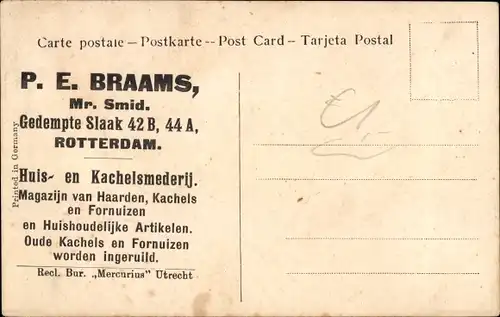 Carte postale – Postkarte -- Post Card – Tarjeta Postal
P. E. BRAAMS,
Mr. Smid.
Gedempte Slaak 42 B, 44 A,
ROTTERDAM.
Huis- en Kachelsmederij.
Magazijn van Haarden, Kachels
en Fornuizen
en Huishoudelijke Artikelen.
Oude Kachels en Fornuizen
worden ingeruild.
Recl. Bur. „Mercurius" Utrecht
Printed in Germany